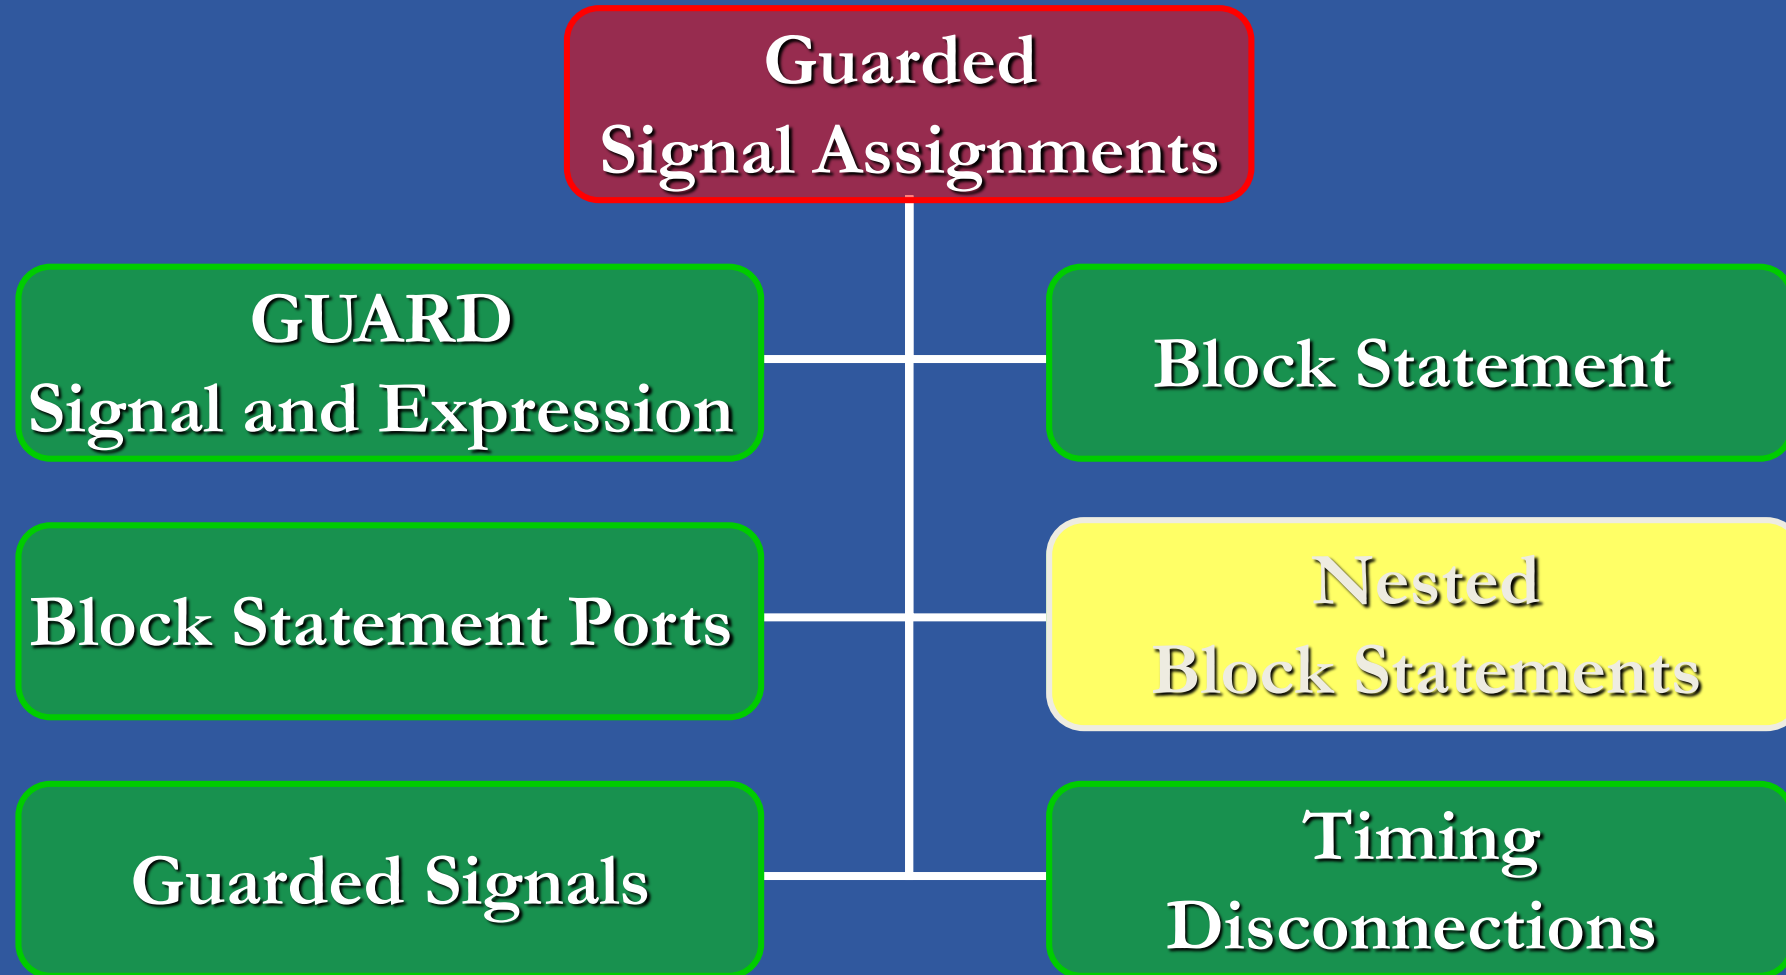 Guarded
Signal Assignments
GUARD
Signal and Expression
Block Statement
Block Statement Ports
Nested
Block Statements
Guarded Signals
Timing
Disconnections